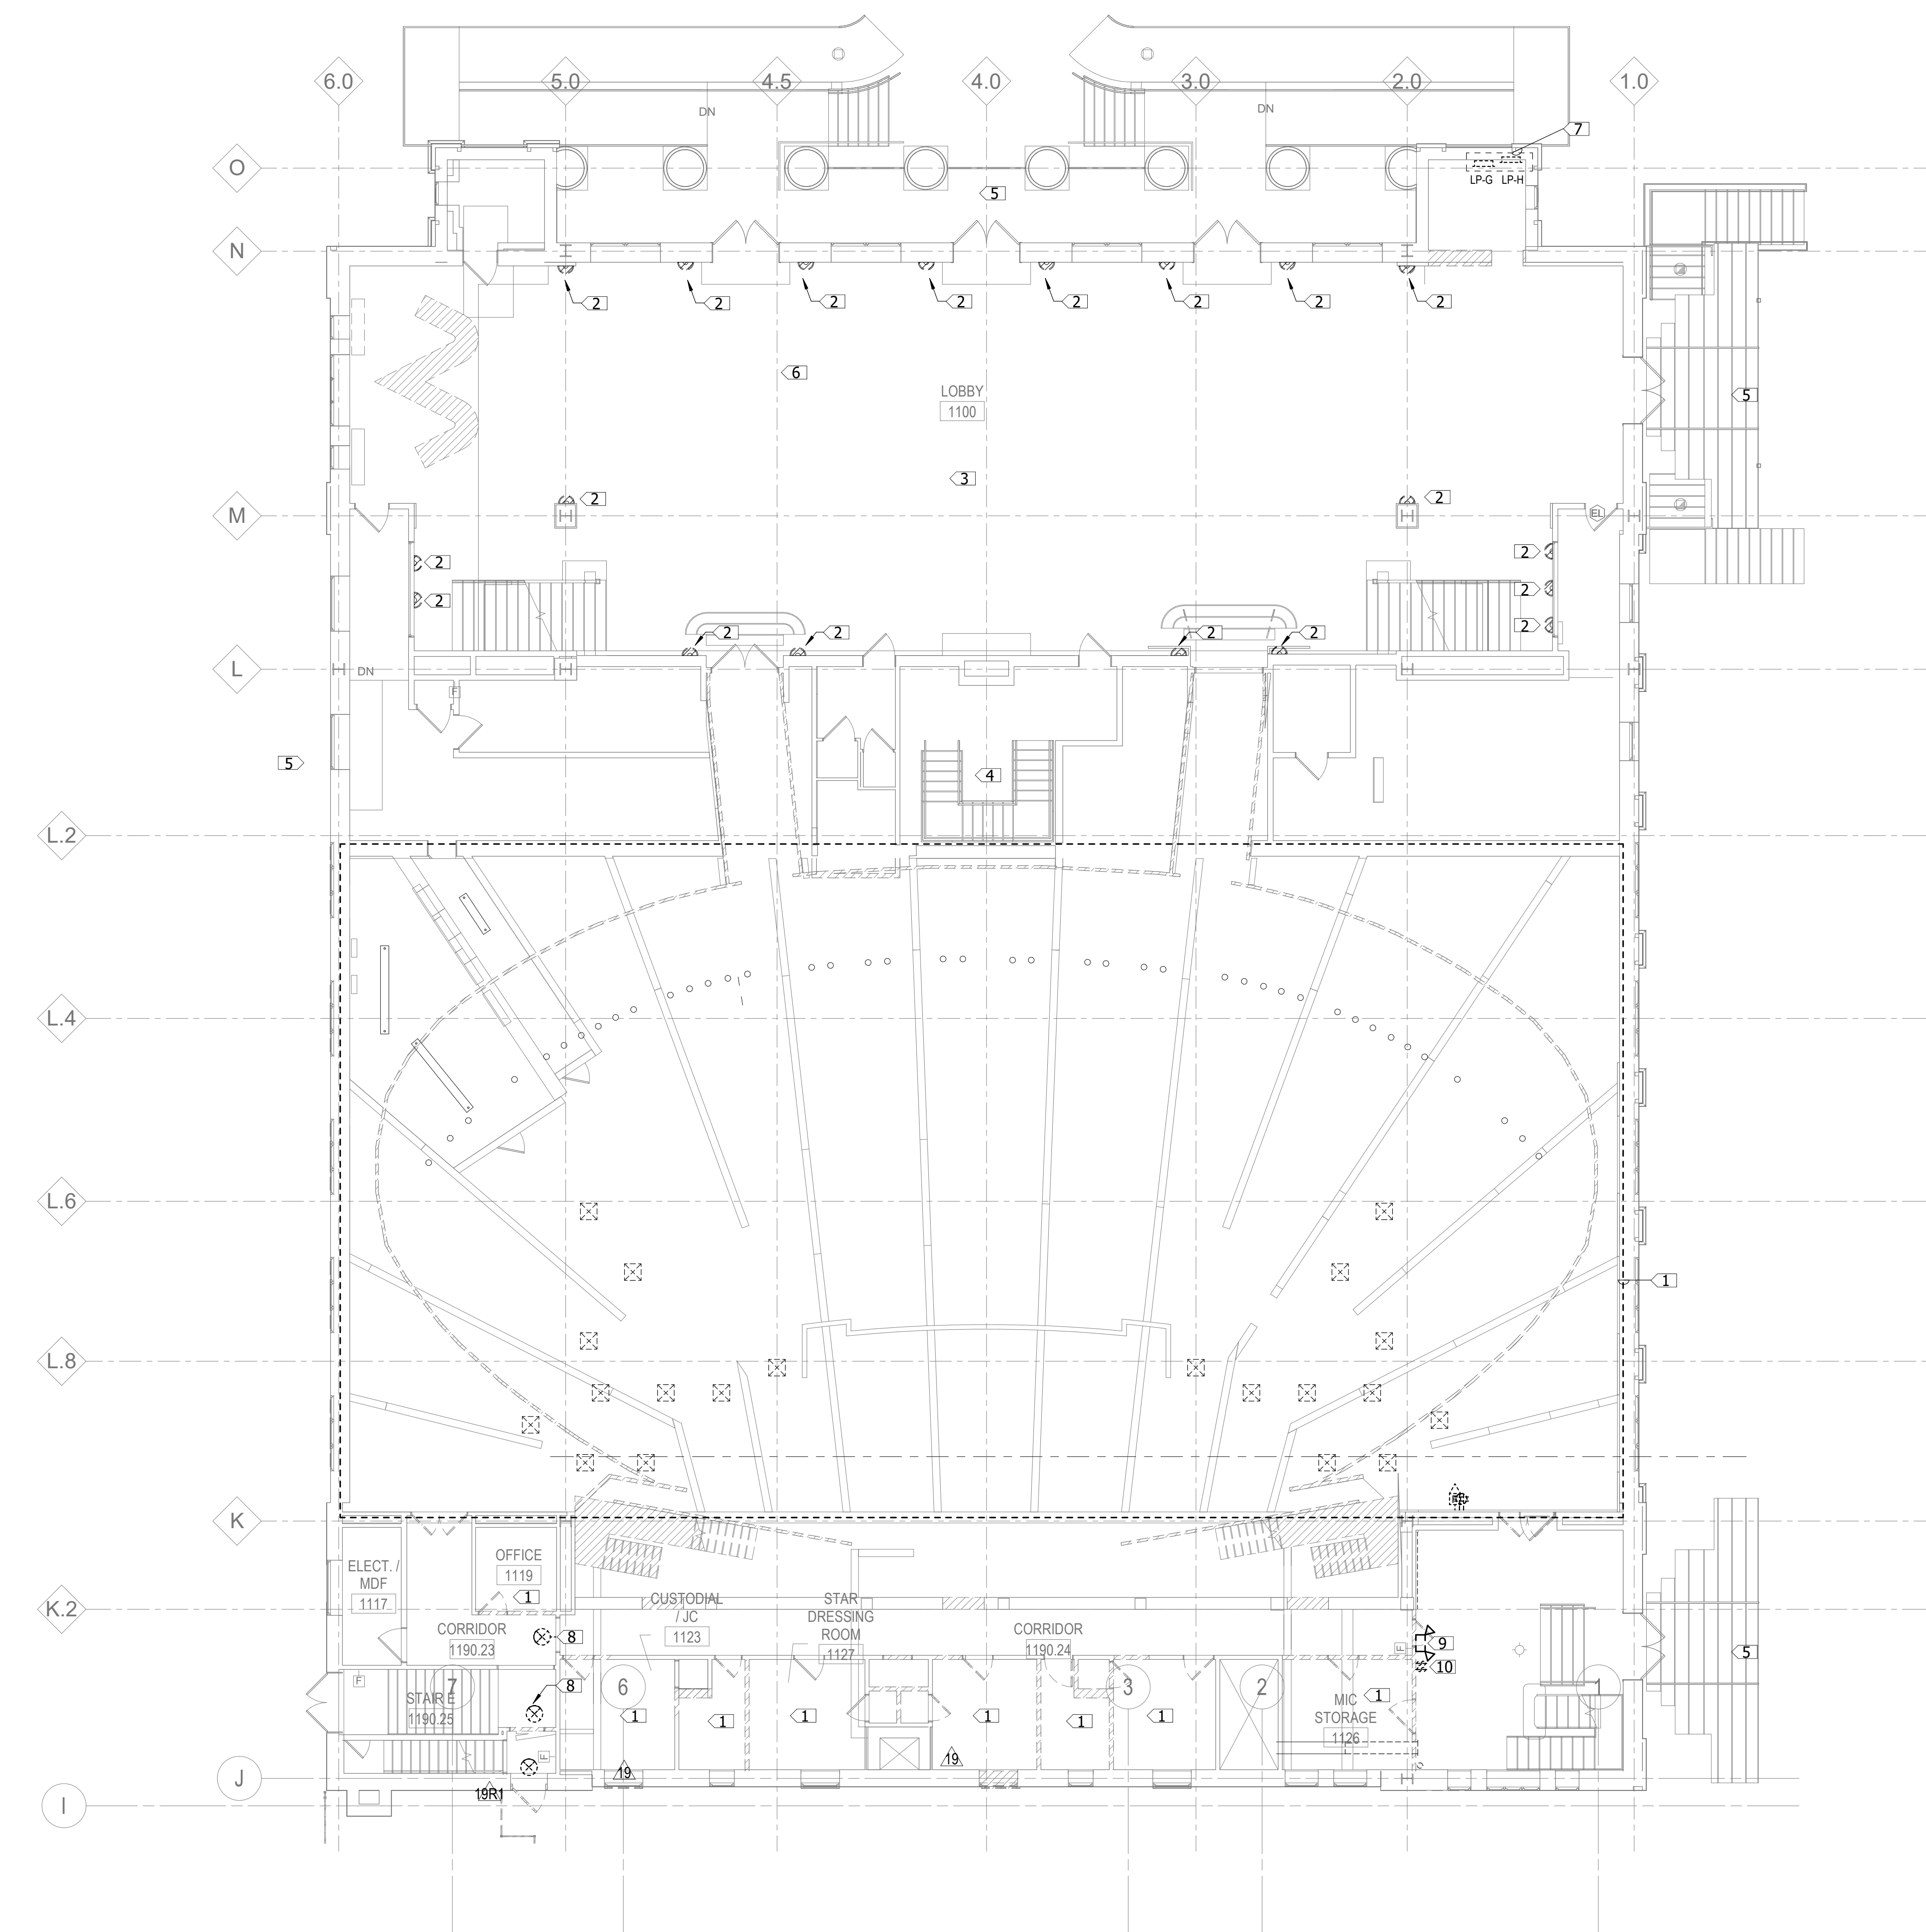 6.0 5.0 4.5 4.0 3.0 2.0 1.0
DN DN
7
O
LP-G LP-H
5
N
2 2 2 2 2 2 2 2
6
LOBBY
1100
5
3
2 2
M
EL
2 2
2 2
2
2 2 2 2
L
DN
F
5
4
L.2
L.4
L.6
1
L.8
K
ELECT. /
MDF
1117
OFFICE
1119
1
K.2
CORRIDOR
1190.23
8
CUSTODIAL
/ JC
1123
STAR
DRESSING
ROOM
1127
CORRIDOR
1190.24
F
9
10
5
F
STAIR E
1190.25
7
8
6
3
2
1
MIC
STORAGE
1126
1
1 1 1 1 1 1
F
19
19
J
19R1
I